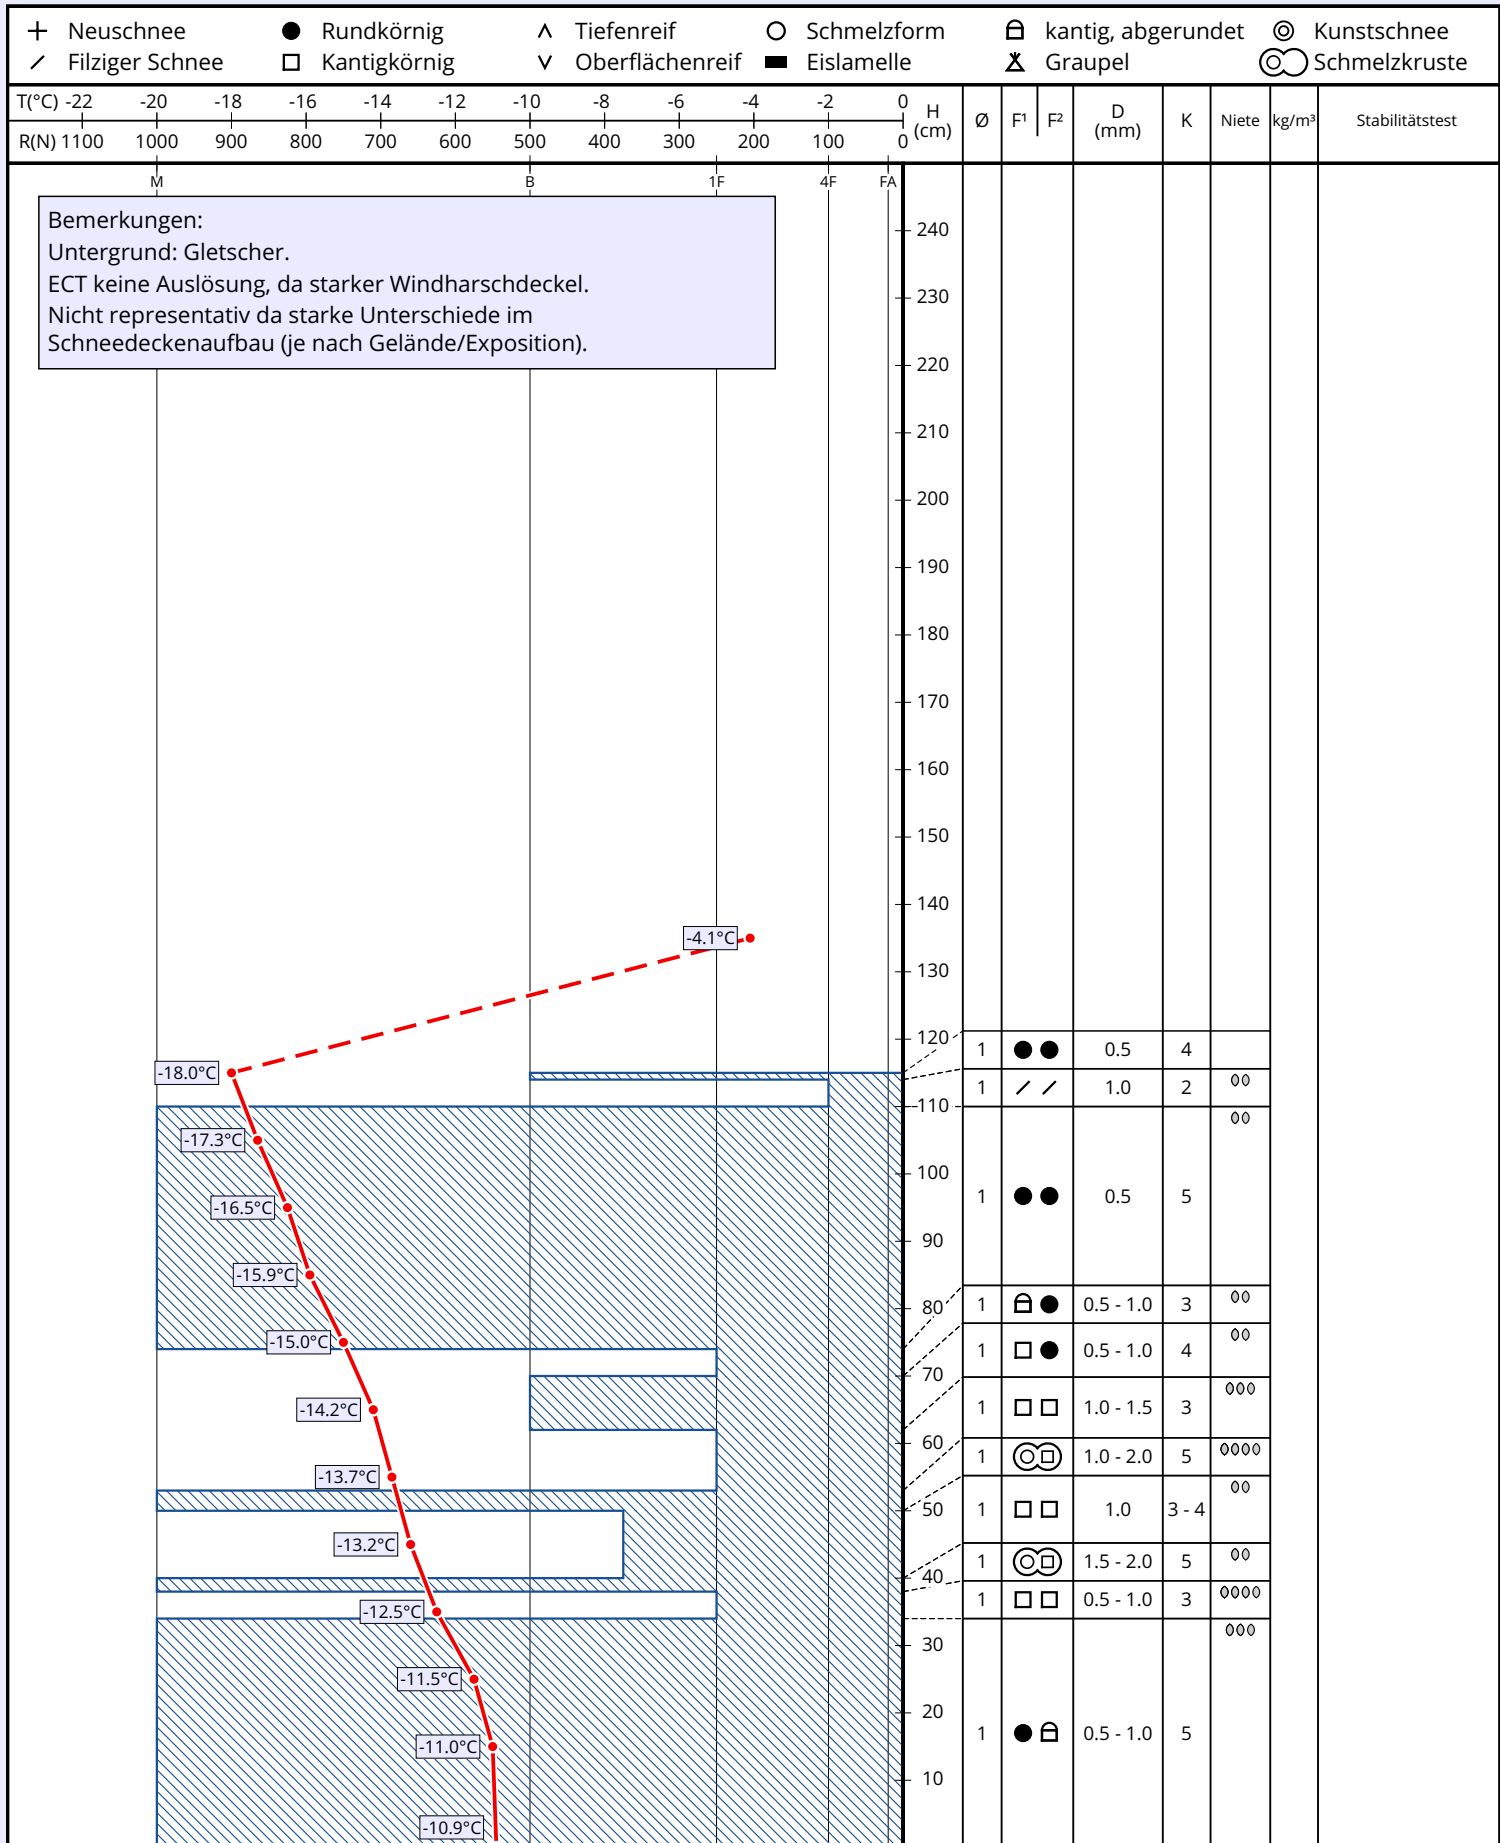 Neuschnee Rundkörnig Tiefenreif Schmelzform kantig, abgerundet Kunstschnee
Filziger Schnee Kantigkörnig Oberflächenreif Eislamelle Graupel Schmelzkruste
T(°C) -22 -20 -18 -16 -14 -12 -10 -8 -6 -4 -2 0
R(N) 1100 1000 900 800 700 600 500 400 300 200 100 0
H (cm) Ø F¹ F² D (mm) K Niete kg/m³ Stabilitätstest
M B 1F 4F FA
Bemerkungen:
Untergrund: Gletscher.
ECT keine Auslösung, da starker Windharschdeckel.
Nicht representativ da starke Unterschiede im
Schneedeckenaufbau (je nach Gelände/Exposition).
240
230
220
210
200
190
180
170
160
150
140
-4.1°C
130
120
1 0.5 4
-18.0°C
1 1.0 2
110
-17.3°C
100
1 0.5 5
-16.5°C
90
-15.9°C
80
1 0.5 - 1.0 3
-15.0°C
1 0.5 - 1.0 4
70
-14.2°C
1 1.0 - 1.5 3
60
1 1.0 - 2.0 5
-13.7°C
50
1 1.0 3 - 4
-13.2°C
1 1.5 - 2.0 5
40
1 0.5 - 1.0 3
-12.5°C
30
-11.5°C
20
1 0.5 - 1.0 5
-11.0°C
10
-10.9°C